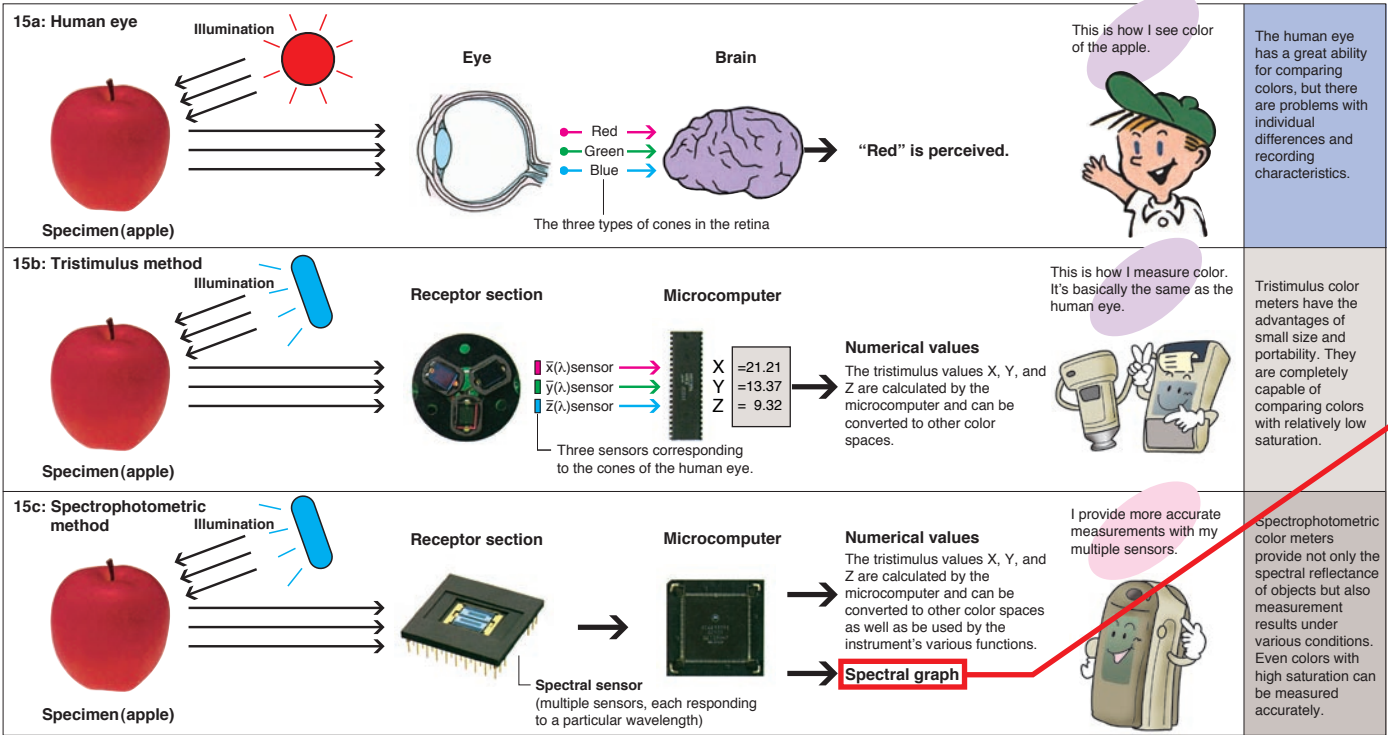 15a: Human eye
Illumination
Specimen (apple)
Eye
Red
Green
Blue
The three types of cones in the retina
Brain
“Red” is perceived.
This is how I see color
of the apple.
The human eye
has a great ability
for comparing
colors, but there
are problems with
individual
differences and
recording
characteristics.
15b: Tristimulus method
Illumination
Specimen (apple)
Receptor section
x̅(λ)sensor
y̅(λ)sensor
z̅(λ)sensor
Three sensors corresponding
to the cones of the human eye.
Microcomputer
X =21.21
Y =13.37
Z = 9.32
Numerical values
The tristimulus values X, Y, and
Z are calculated by the
microcomputer and can be
converted to other color
spaces.
This is how I measure color.
It’s basically the same as the
human eye.
Tristimulus color
meters have the
advantages of
small size and
portability. They
are completely
capable of
comparing colors
with relatively low
saturation.
15c: Spectrophotometric
method
Illumination
Specimen (apple)
Receptor section
Spectral sensor
(multiple sensors, each responding
to a particular wavelength)
Microcomputer
Numerical values
The tristimulus values X, Y, and
Z are calculated by the
microcomputer and can be
converted to other color spaces
as well as be used by the
instrument’s various functions.
Spectral graph
I provide more accurate
measurements with my
multiple sensors.
Spectrophotometric
color meters
provide not only the
spectral reflectance
of objects but also
measurement
results under
various conditions.
Even colors with
high saturation can
be measured
accurately.